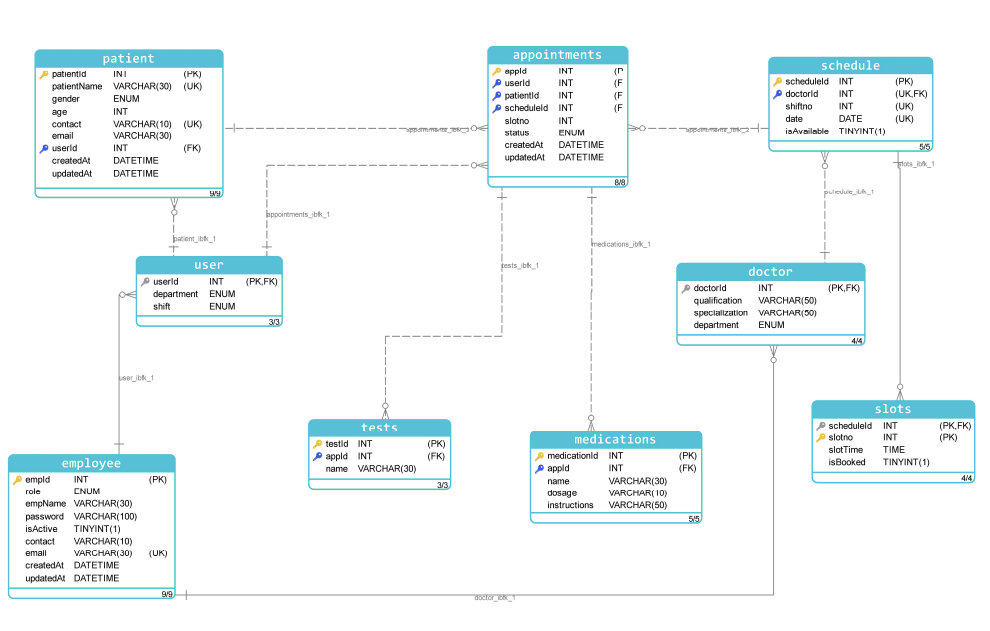 patient
patientId INT (PK)
patientName VARCHAR(30) (UK)
gender ENUM
age INT
contact VARCHAR(10) (UK)
email VARCHAR(30)
userId INT (FK)
createdAt DATETIME
updatedAt DATETIME
9/9
appointments
appId INT (P
userId INT (F
patientId INT (F
scheduleId INT (F
slotno INT
status ENUM
createdAt DATETIME
updatedAt DATETIME
8/8
schedule
scheduleId INT (PK)
doctorId INT (UK,FK)
shiftno INT (UK)
date DATE (UK)
isAvailable TINYINT(1)
5/5
slots_ibfk_1
schedule_ibfk_1
appointments_ibfk_1
patient_ibfk_1
medications_ibfk_1
tests_ibfk_1
user
userId INT (PK,FK)
department ENUM
shift ENUM
3/3
doctor
doctorId INT (PK,FK)
qualification VARCHAR(50)
specialization VARCHAR(50)
department ENUM
4/4
user_ibfk_1
slots
scheduleId INT (PK,FK)
slotno INT (PK)
slotTime TIME
isBooked TINYINT(1)
4/4
tests
testId INT (PK)
appId INT (FK)
name VARCHAR(30)
3/3
medications
medicationId INT (PK)
appId INT (FK)
name VARCHAR(30)
dosage VARCHAR(10)
instructions VARCHAR(50)
5/5
employee
empId INT (PK)
role ENUM
empName VARCHAR(30)
password VARCHAR(100)
isActive TINYINT(1)
contact VARCHAR(10)
email VARCHAR(30) (UK)
createdAt DATETIME
updatedAt DATETIME
9/9
doctor_ibfk_1